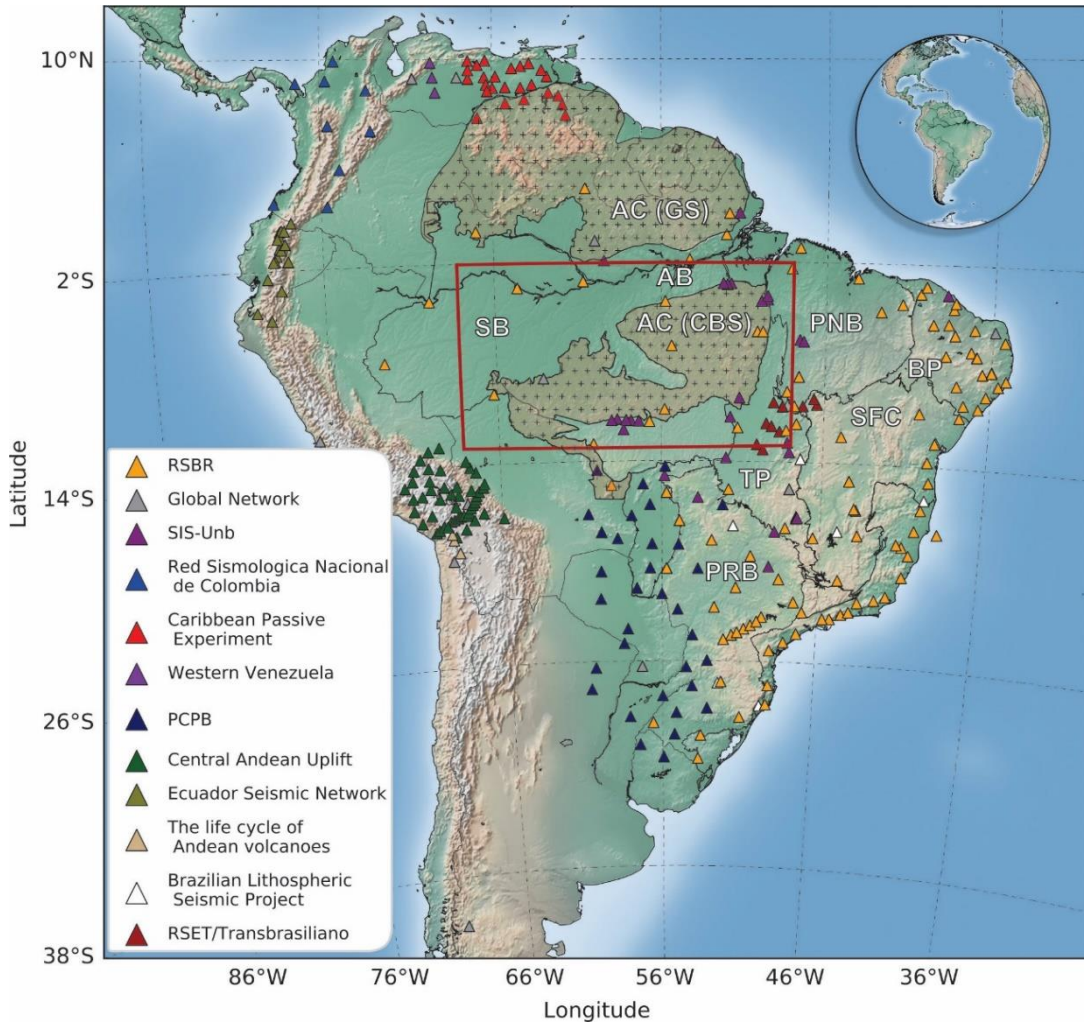 10°N
AC (GS)
2°S
AB
SB
AC (CBS)
PNB
BP
SFC
TP
14°S
PRB
26°S
38°S
Latitude
RSBR
Global Network
SIS-Unb
Red Sismologica Nacional
de Colombia
Caribbean Passive
Experiment
Western Venezuela
PCPB
Central Andean Uplift
Ecuador Seismic Network
The life cycle of
Andean volcanoes
Brazilian Lithospheric
Seismic Project
RSET/Transbrasiliano
86°W 76°W 66°W 56°W 46°W 36°W
Longitude